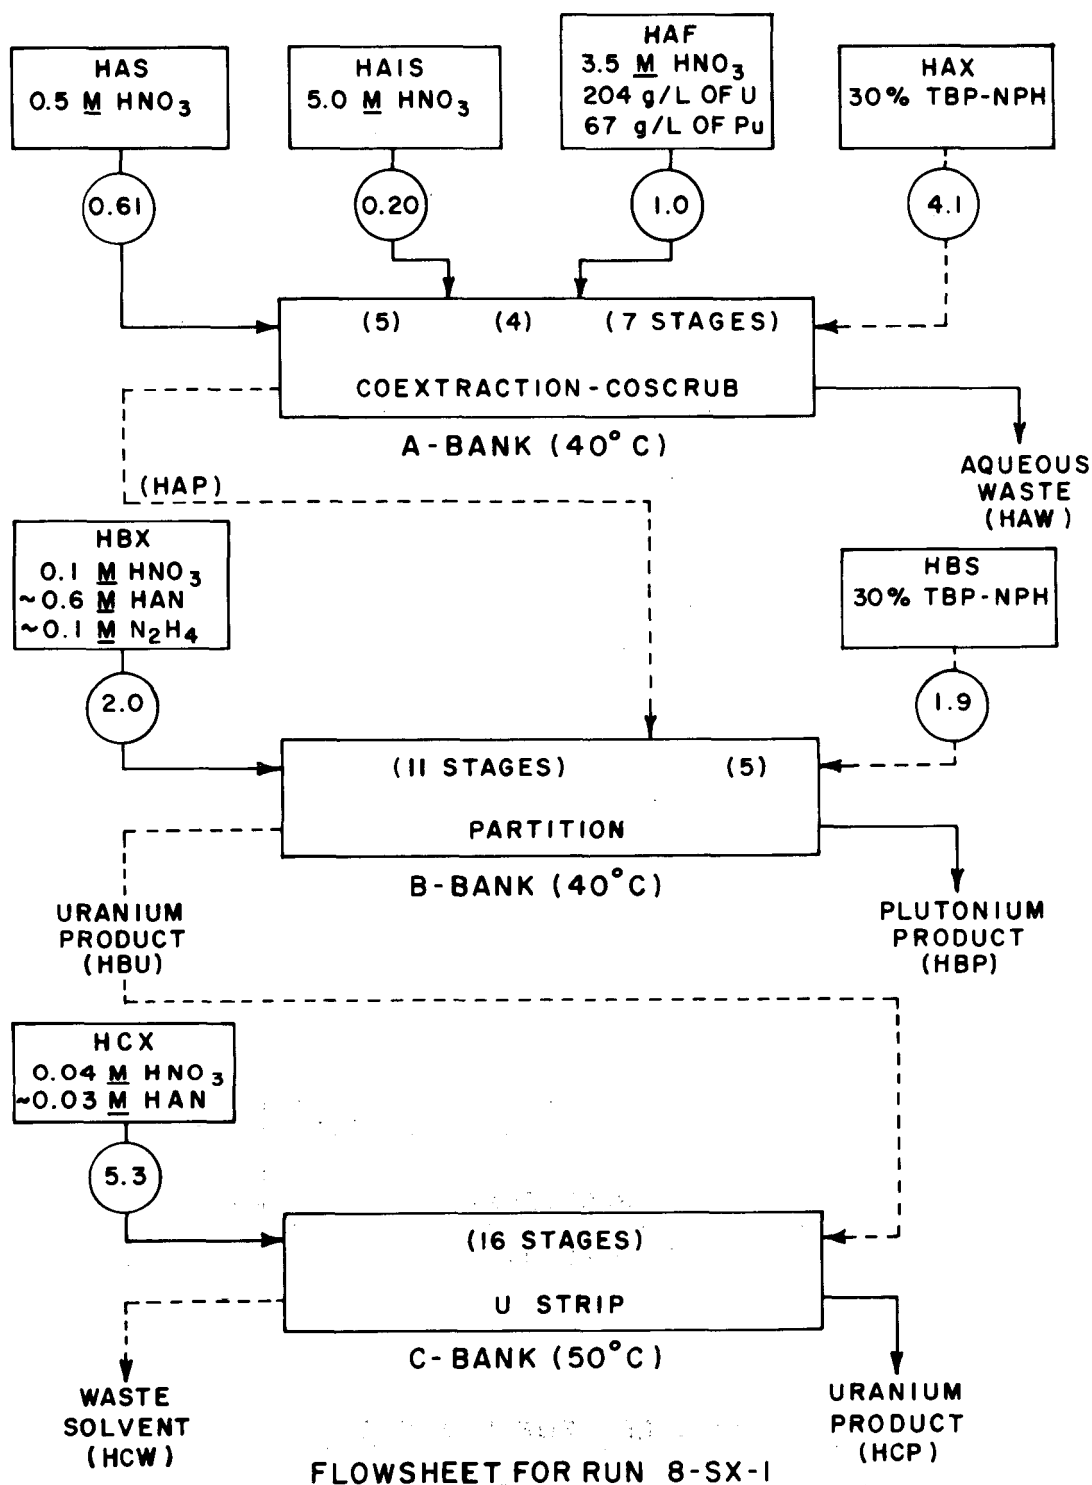 HAS
0.5 M HNO3
HAIS
5.0 M HNO3
HAF
3.5 M HNO3
204 g/L OF U
67 g/L OF Pu
HAX
30% TBP-NPH
0.61
0.20
1.0
4.1
(5)
(4)
(7 STAGES)
COEXTRACTION-COSCRUB
A-BANK (40°C)
(HAP)
AQUEOUS
WASTE
(HAW)
HBX
0.1 M HNO3
~0.6 M HAN
~0.1 M N2H4
HBS
30% TBP-NPH
2.0
1.9
(11 STAGES)
(5)
PARTITION
B-BANK (40°C)
URANIUM
PRODUCT
(HBU)
PLUTONIUM
PRODUCT
(HBP)
HCX
0.04 M HNO3
~0.03 M HAN
5.3
(16 STAGES)
U STRIP
C-BANK (50°C)
WASTE
SOLVENT
(HCW)
URANIUM
PRODUCT
(HCP)
FLOWSHEET FOR RUN 8-SX-1